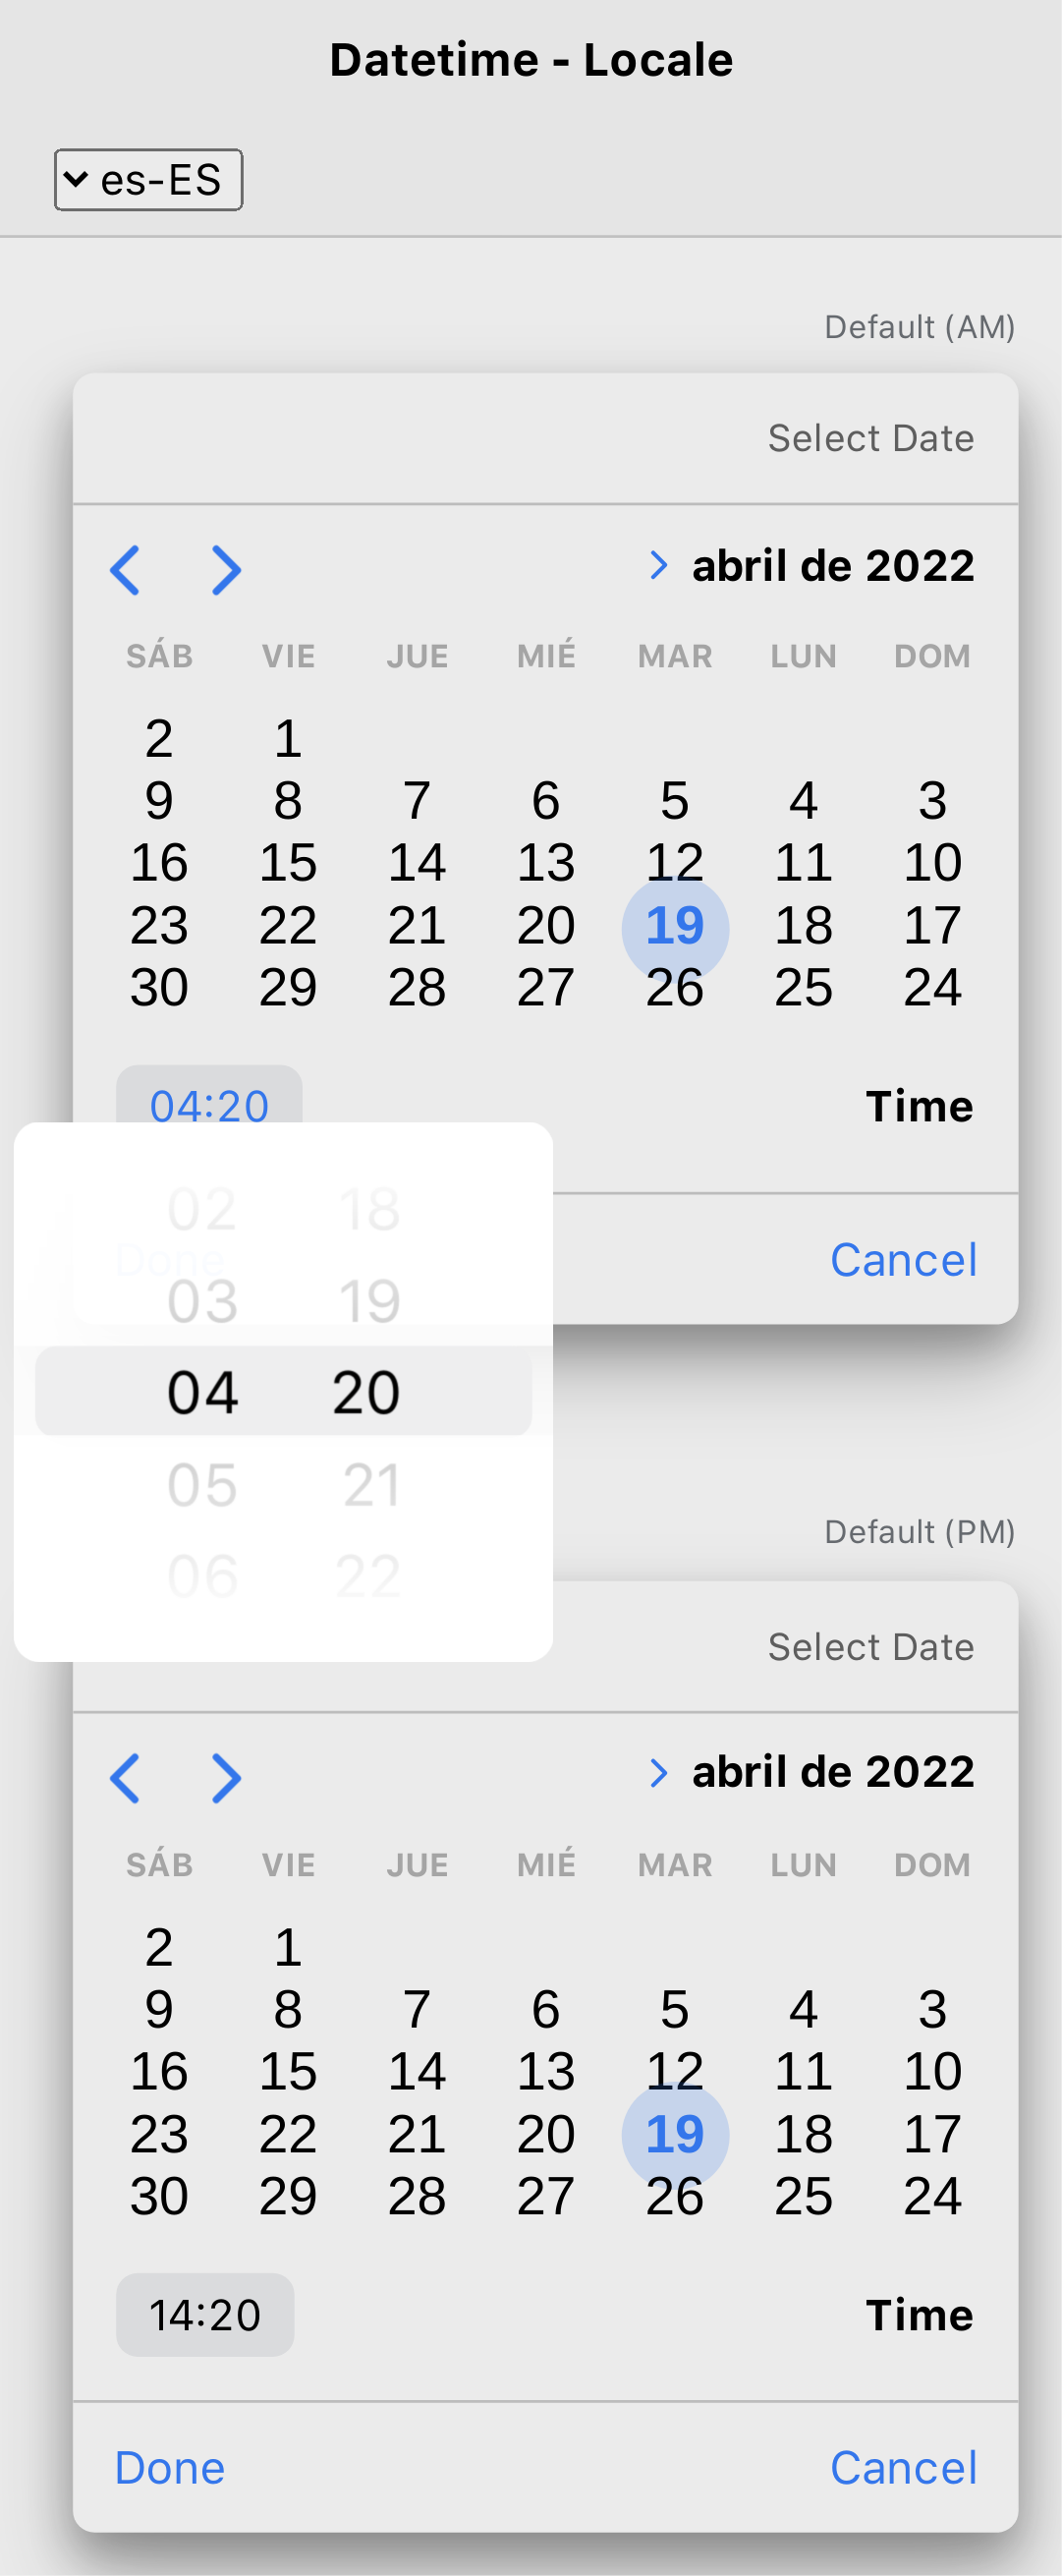 Datetime - Locale
es-ES
Default (AM)
Select Date
abril de 2022
SÁB VIE JUE MIÉ MAR LUN DOM
2 1
9 8 7 6 5 4 3
16 15 14 13 12 11 10
23 22 21 20 19 18 17
30 29 28 27 26 25 24
04:20 Time
02 18
Done Cancel
03 19
04 20
05 21
Default (PM)
06 22
Select Date
abril de 2022
SÁB VIE JUE MIÉ MAR LUN DOM
2 1
9 8 7 6 5 4 3
16 15 14 13 12 11 10
23 22 21 20 19 18 17
30 29 28 27 26 25 24
14:20 Time
Done Cancel